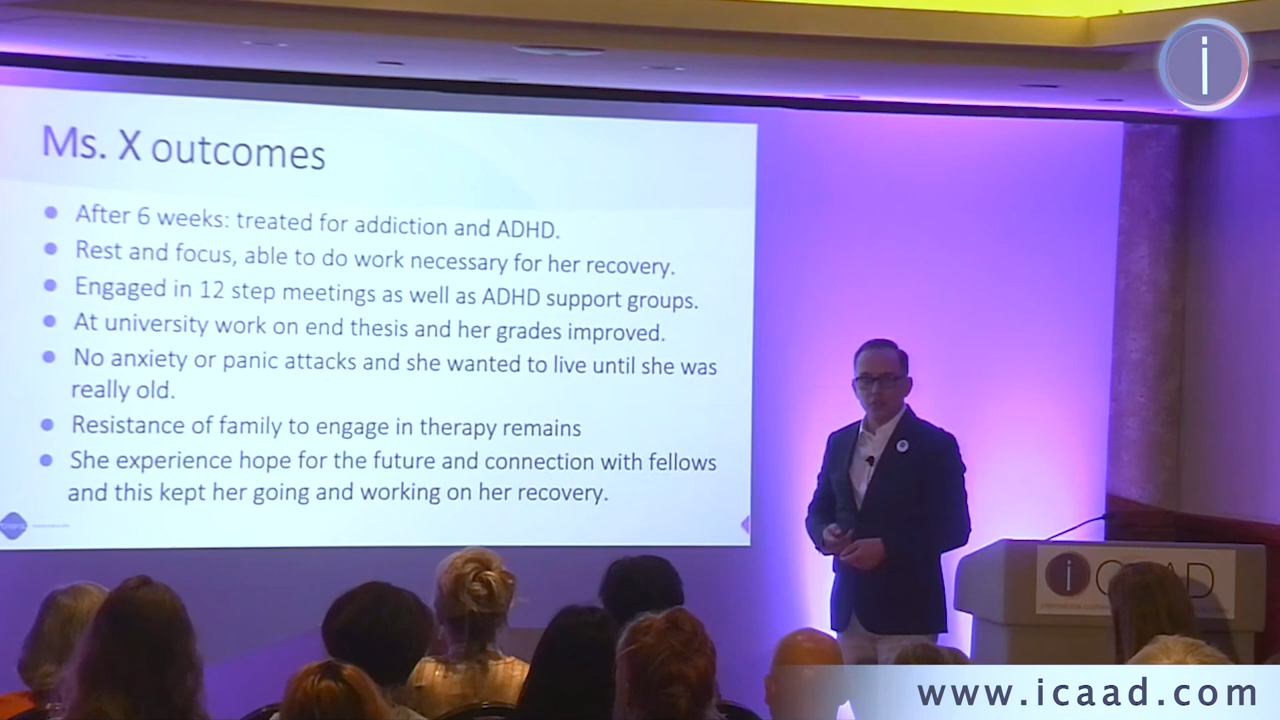 i
Ms. X outcomes
After 6 weeks: treated for addiction and ADHD.
Rest and focus, able to do work necessary for her recovery.
Engaged in 12 step meetings as well as ADHD support groups.
At university work on end thesis and her grades improved.
No anxiety or panic attacks and she wanted to live until she was
really old.
Resistance of family to engage in therapy remains
She experience hope for the future and connection with fellows
and this kept her going and working on her recovery.
iCAAD
www.icaad.com